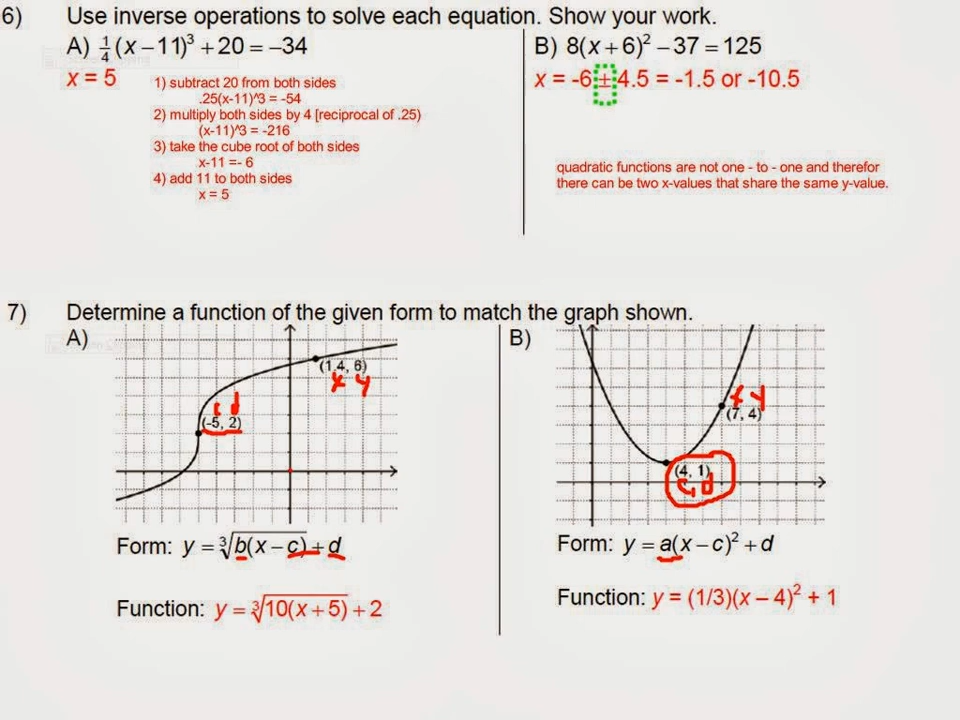 6) Use inverse operations to solve each equation. Show your work.
A) ¼(x−11)³ +20 = −34
x = 5
1) subtract 20 from both sides
.25(x-11)^3 = -54
2) multiply both sides by 4 [reciprocal of .25)
(x-11)^3 = -216
3) take the cube root of both sides
x-11 =- 6
4) add 11 to both sides
x = 5
B) 8(x+6)² −37 = 125
x = -6 ± 4.5 = -1.5 or -10.5
quadratic functions are not one - to - one and therefor
there can be two x-values that share the same y-value.
7) Determine a function of the given form to match the graph shown.
A)
(1.4, 6)
x y
c d
(-5, 2)
Form: y = ∛b(x−c)+d
Function: y = ∛10(x+5) + 2
B)
x y
(7, 4)
(4, 1)
c, d
Form: y = a(x−c)² + d
Function: y = (1/3)(x – 4)² + 1